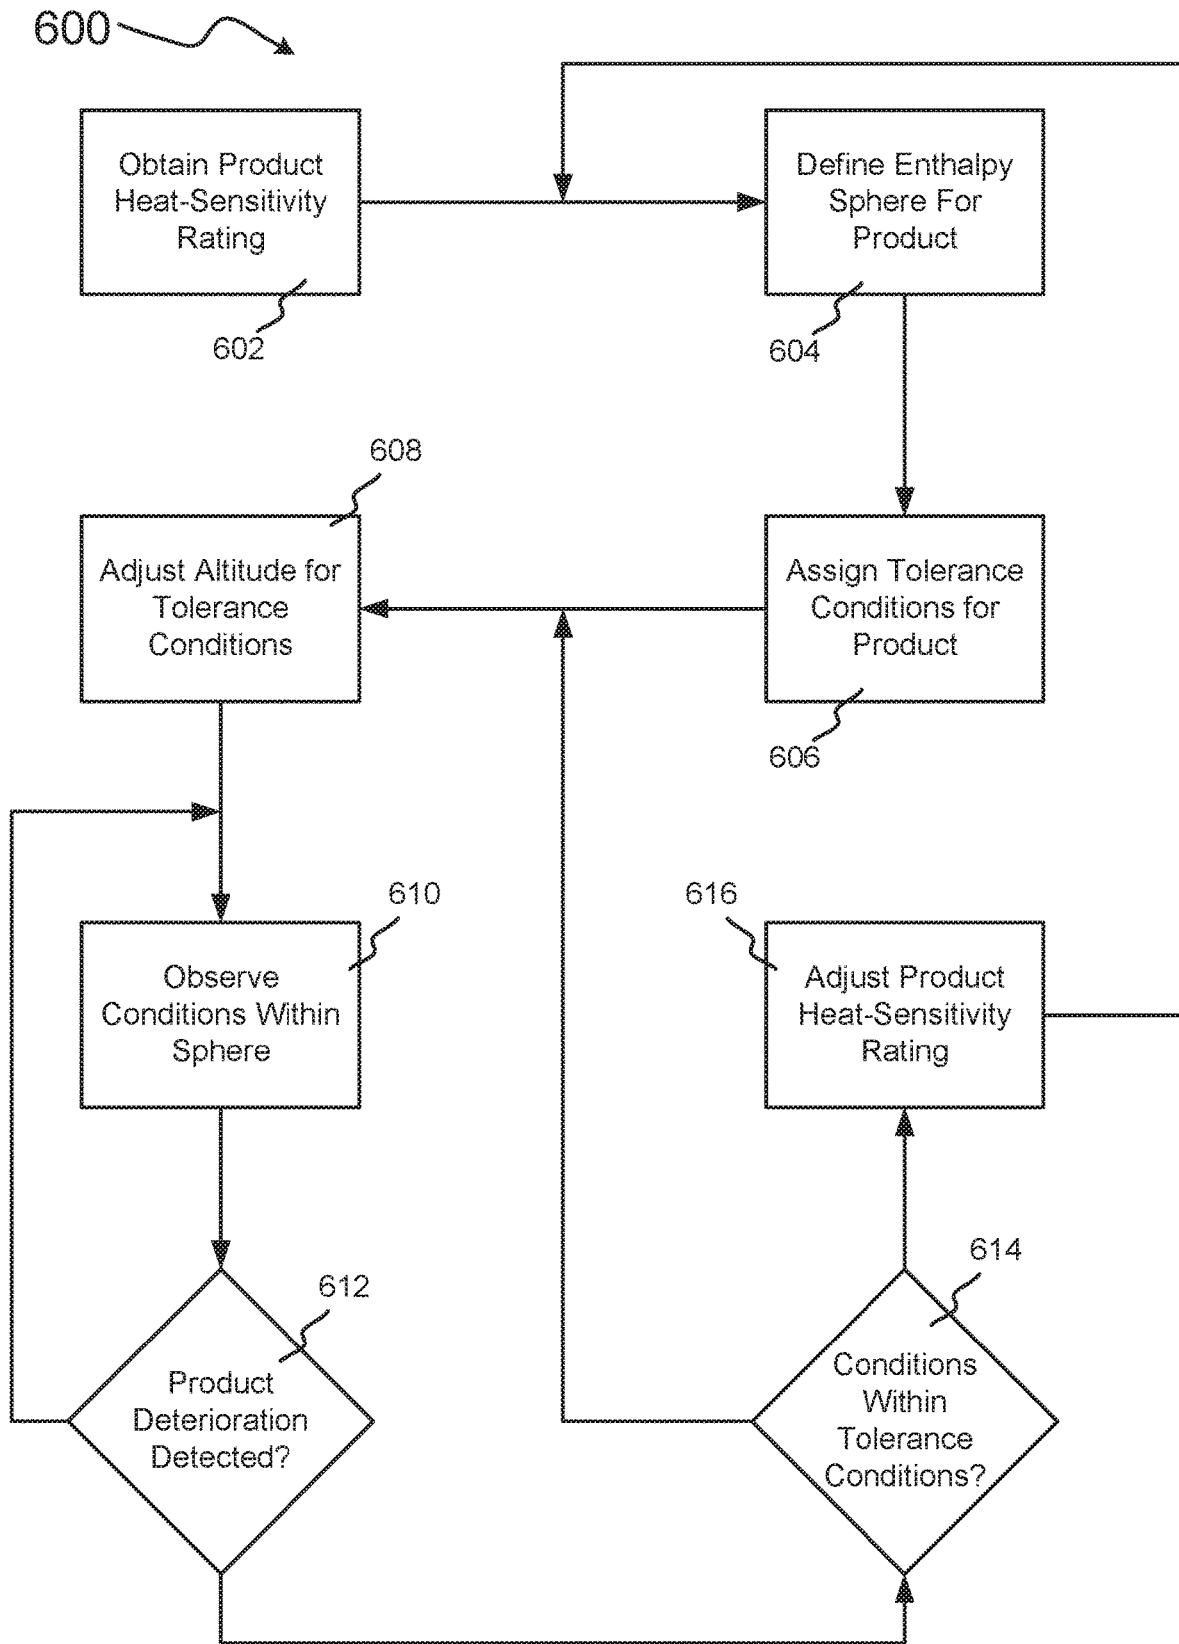 600
Obtain Product
Heat-Sensitivity
Rating
602
Define Enthalpy
Sphere For
Product
604
608
Adjust Altitude for
Tolerance
Conditions
Assign Tolerance
Conditions for
Product
606
610
Observe
Conditions Within
Sphere
616
Adjust Product
Heat-Sensitivity
Rating
612
Product
Deterioration
Detected?
614
Conditions
Within
Tolerance
Conditions?